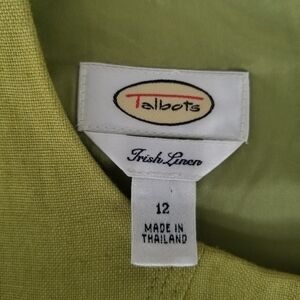 Talbots
Irish Linen
12
MADE IN
THAILAND